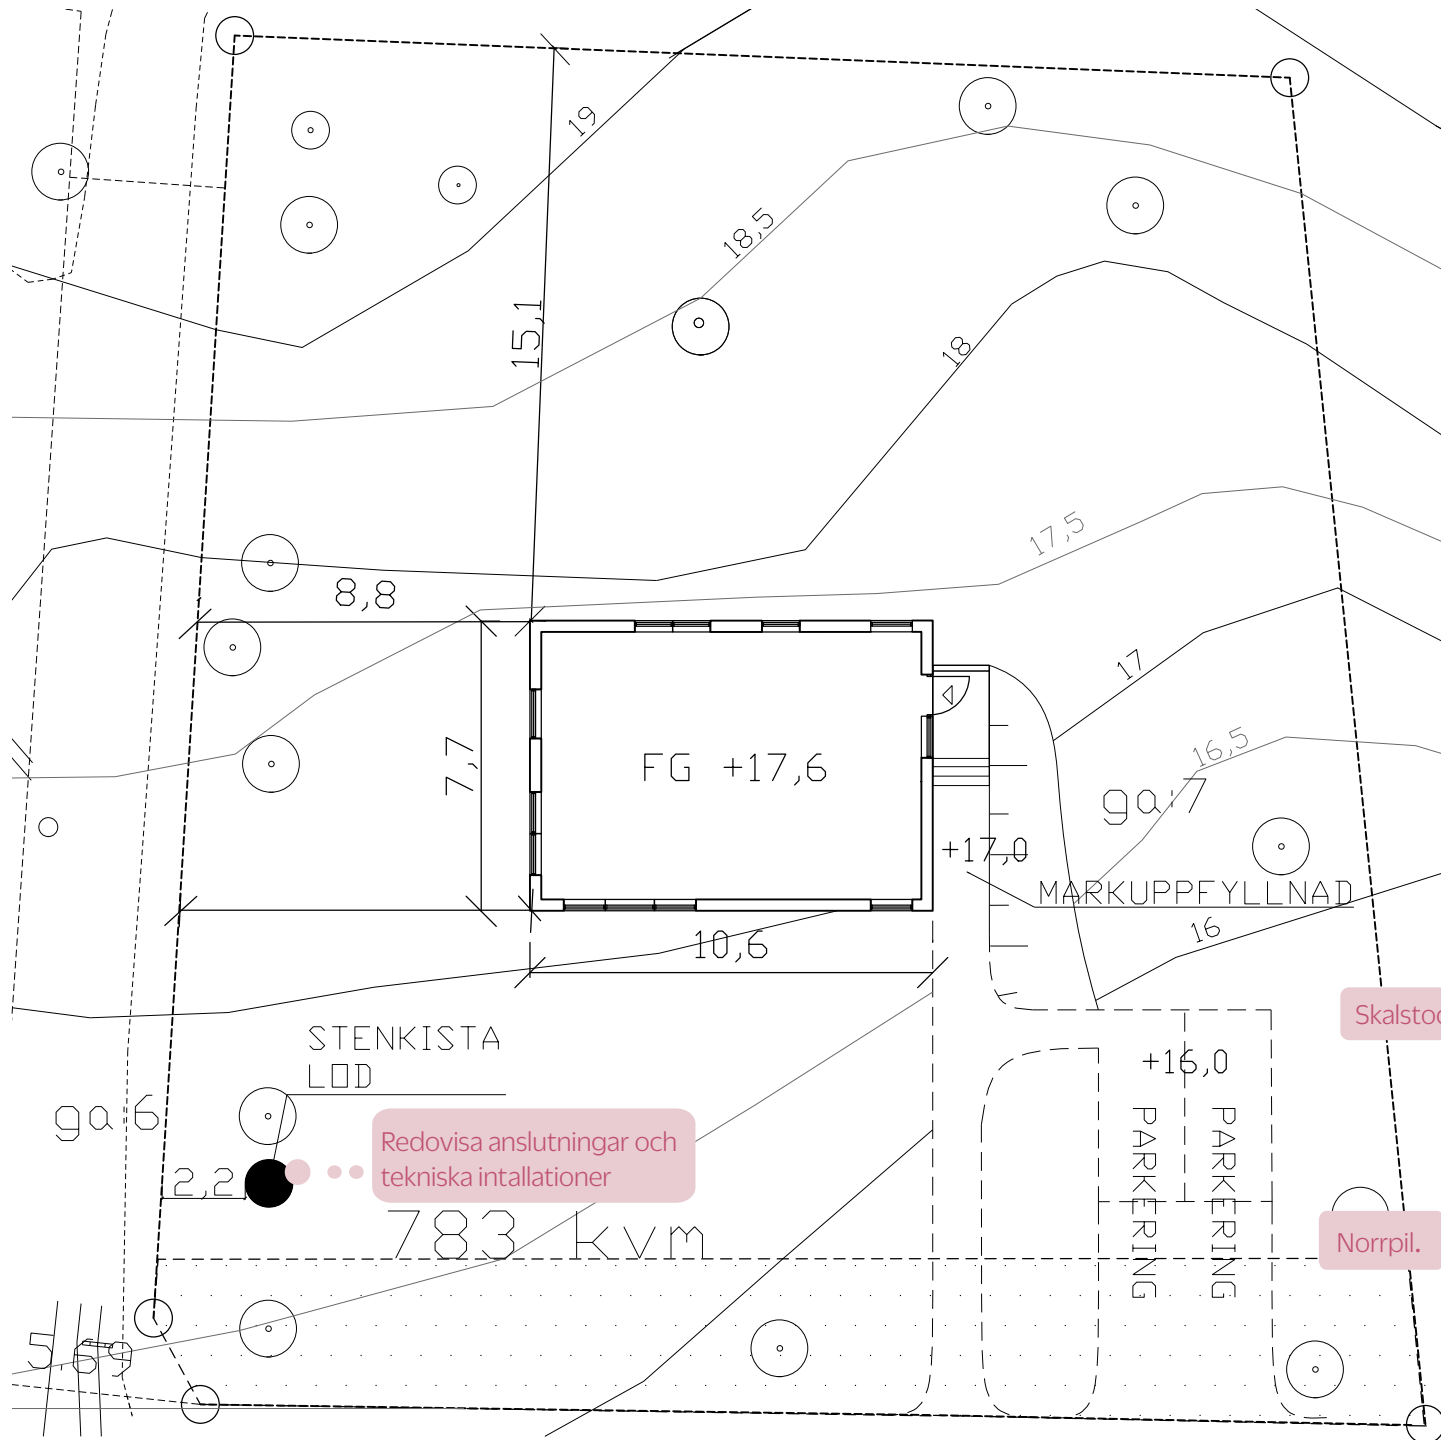 19
18,5
15,1
18
17,5
8,8
17
7,7
FG +17,6
16,5
ga:7
+17,0
MARKUPPFYLLNAD
10,6
16
STENKISTA
LOD
+16,0
ga 6
Redovisa anslutningar och
tekniska intallationer
PARKERING
PARKERING
2,2
783 kvm
Norrpil.